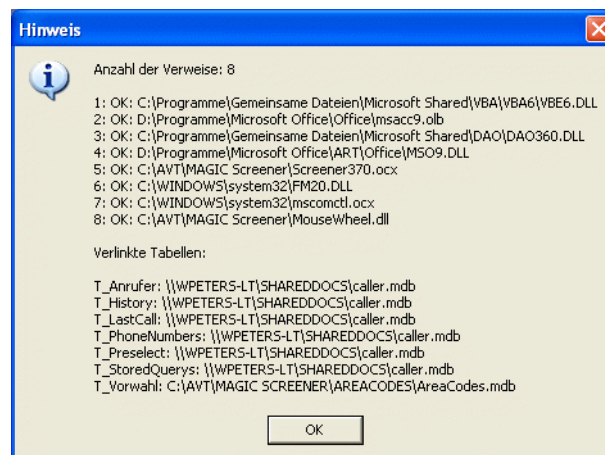 Hinweis
Anzahl der Verweise: 8
1: OK: C:\Programme\Gemeinsame Dateien\Microsoft Shared\VBA\VBA6\VBE6.DLL
2: OK: D:\Programme\Microsoft Office\Office\msacc9.olb
3: OK: C:\Programme\Gemeinsame Dateien\Microsoft Shared\DAO\DAO360.DLL
4: OK: D:\Programme\Microsoft Office\ART\Office\MSO9.DLL
5: OK: C:\AVT\MAGIC Screener\Screener370.ocx
6: OK: C:\WINDOWS\system32\FM20.DLL
7: OK: C:\WINDOWS\system32\mscomctl.ocx
8: OK: C:\AVT\MAGIC Screener\MouseWheel.dll
Verlinkte Tabellen:
T_Anrufer: \\WPETERS-LT\SHAREDDOCS\caller.mdb
T_History: \\WPETERS-LT\SHAREDDOCS\caller.mdb
T_LastCall: \\WPETERS-LT\SHAREDDOCS\caller.mdb
T_PhoneNumbers: \\WPETERS-LT\SHAREDDOCS\caller.mdb
T_Preselect: \\WPETERS-LT\SHAREDDOCS\caller.mdb
T_StoredQuerys: \\WPETERS-LT\SHAREDDOCS\caller.mdb
T_Vorwahl: C:\AVT\MAGIC SCREENER\AREACODES\AreaCodes.mdb
OK